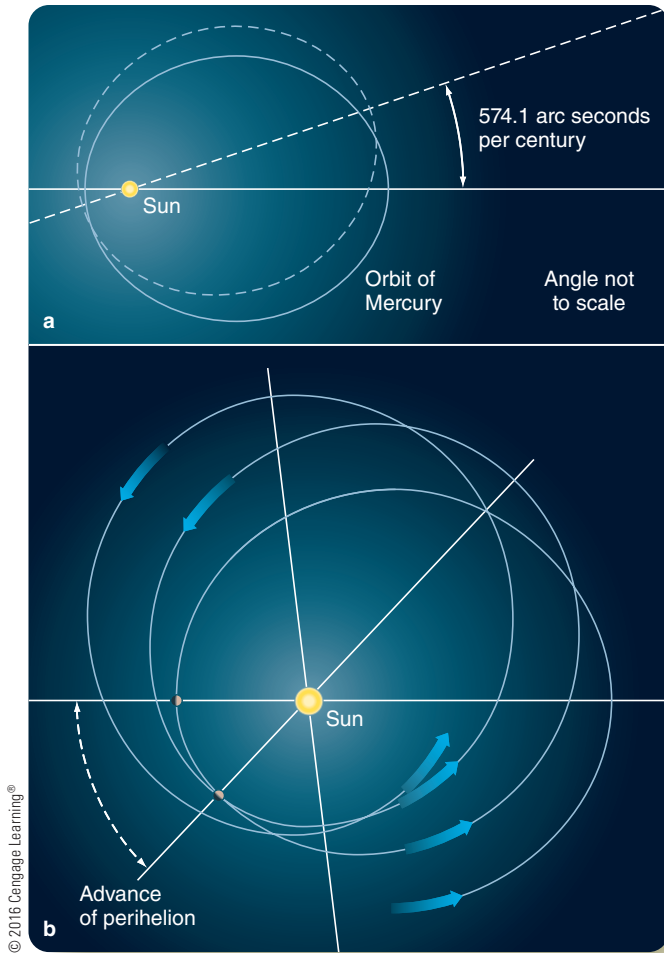 574.1 arc seconds
per century
Sun
Orbit of
Mercury
Angle not
to scale
a
Sun
Advance
of perihelion
b
© 2016 Cengage Learning®